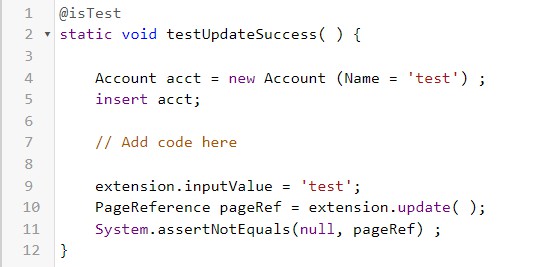 1 @isTest
2 static void testUpdateSuccess( ) {
3
4 Account acct = new Account (Name = 'test') ;
5 insert acct;
6
7 // Add code here
8
9 extension.inputValue = 'test';
10 PageReference pageRef = extension.update( );
11 System.assertNotEquals(null, pageRef) ;
12 }